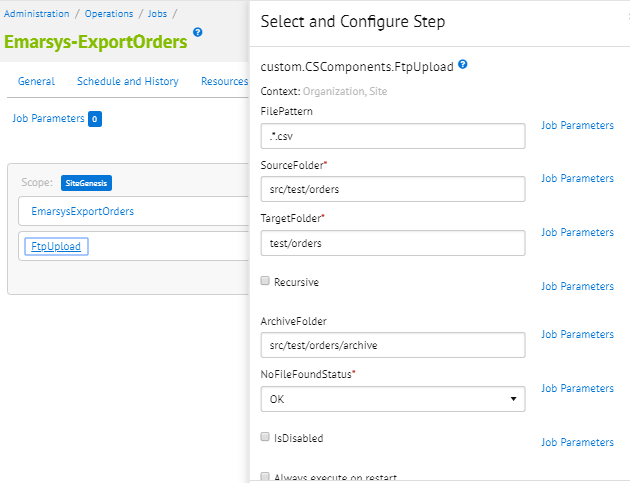 Administration / Operations / Jobs /
Emarsys-ExportOrders ?
General Schedule and History Resources
Job Parameters 0
Scope: SiteGenesis
EmarsysExportOrders
FtpUpload
Select and Configure Step
custom.CSComponents.FtpUpload ?
Context: Organization, Site
FilePattern
.*.csv Job Parameters
SourceFolder*
src/test/orders Job Parameters
TargetFolder*
test/orders Job Parameters
Recursive Job Parameters
ArchiveFolder
src/test/orders/archive Job Parameters
NoFileFoundStatus*
OK Job Parameters
IsDisabled Job Parameters
Always execute on restart